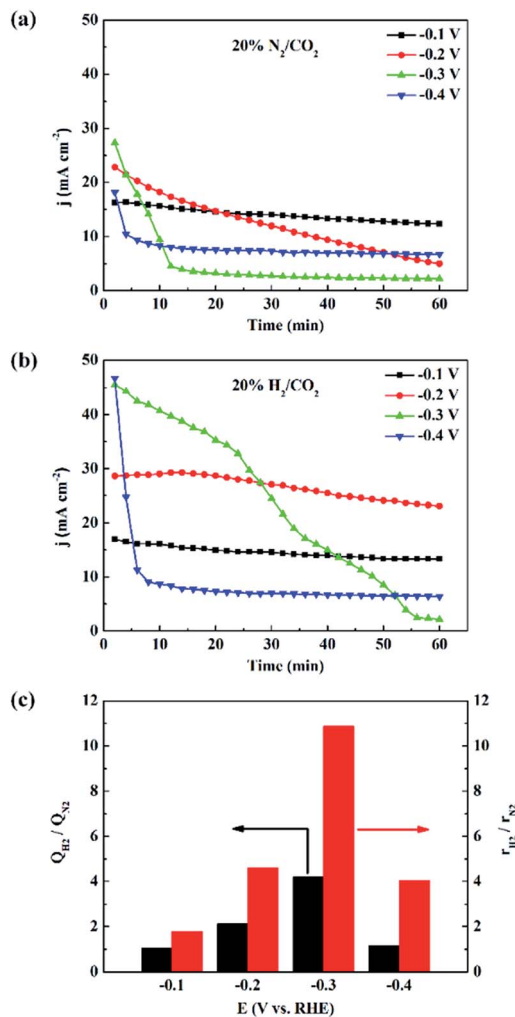 (a)
20% N2/CO2
-0.1 V
-0.2 V
-0.3 V
-0.4 V
j (mA cm-2)
50
40
30
20
10
0
0 10 20 30 40 50 60
Time (min)
(b)
20% H2/CO2
-0.1 V
-0.2 V
-0.3 V
-0.4 V
j (mA cm-2)
50
40
30
20
10
0
0 10 20 30 40 50 60
Time (min)
(c)
QH2 / QN2
12
10
8
6
4
2
0
12
10
8
6
4
2
0
rH2 / rN2
-0.1 -0.2 -0.3 -0.4
E (V vs. RHE)